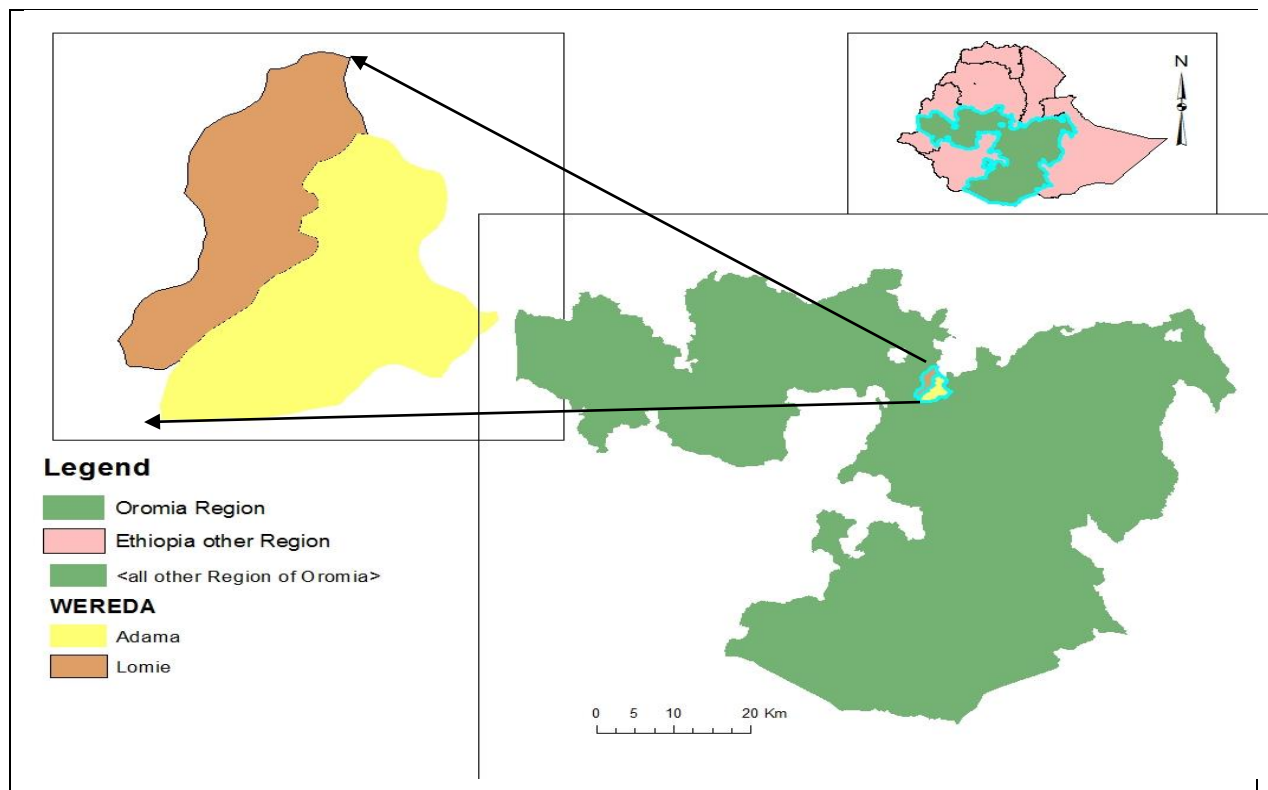 N
Legend
Oromia Region
Ethiopia other Region
<all other Region of Oromia>
WEREDA
Adama
Lomie
0 5 10 20 Km